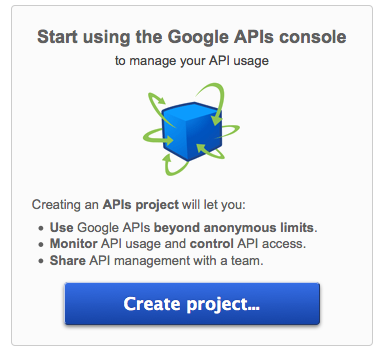 Start using the Google APIs console
to manage your API usage
Creating an APIs project will let you:
• Use Google APIs beyond anonymous limits.
• Monitor API usage and control API access.
• Share API management with a team.
Create project...